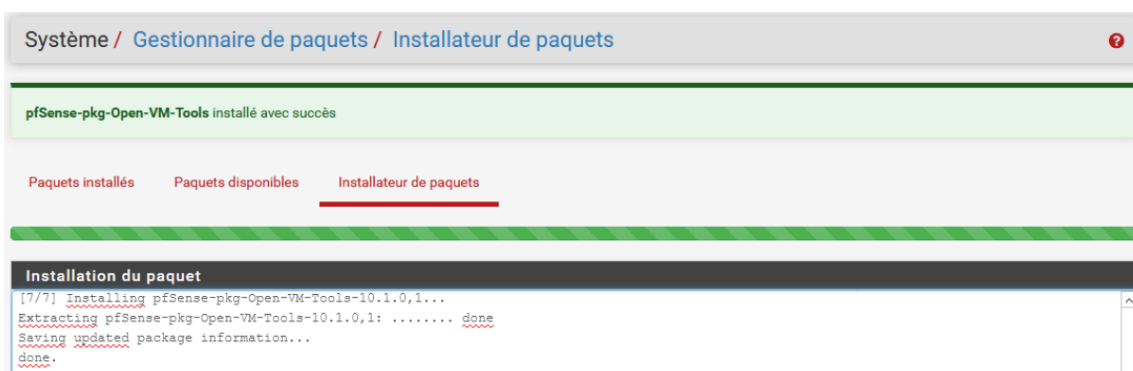 Système / Gestionnaire de paquets / Installateur de paquets
pfSense-pkg-Open-VM-Tools installé avec succès
Paquets installés Paquets disponibles Installateur de paquets
Installation du paquet
[7/7] Installing pfSense-pkg-Open-VM-Tools-10.1.0,1...
Extracting pfSense-pkg-Open-VM-Tools-10.1.0,1: ........ done
Saving updated package information...
done.